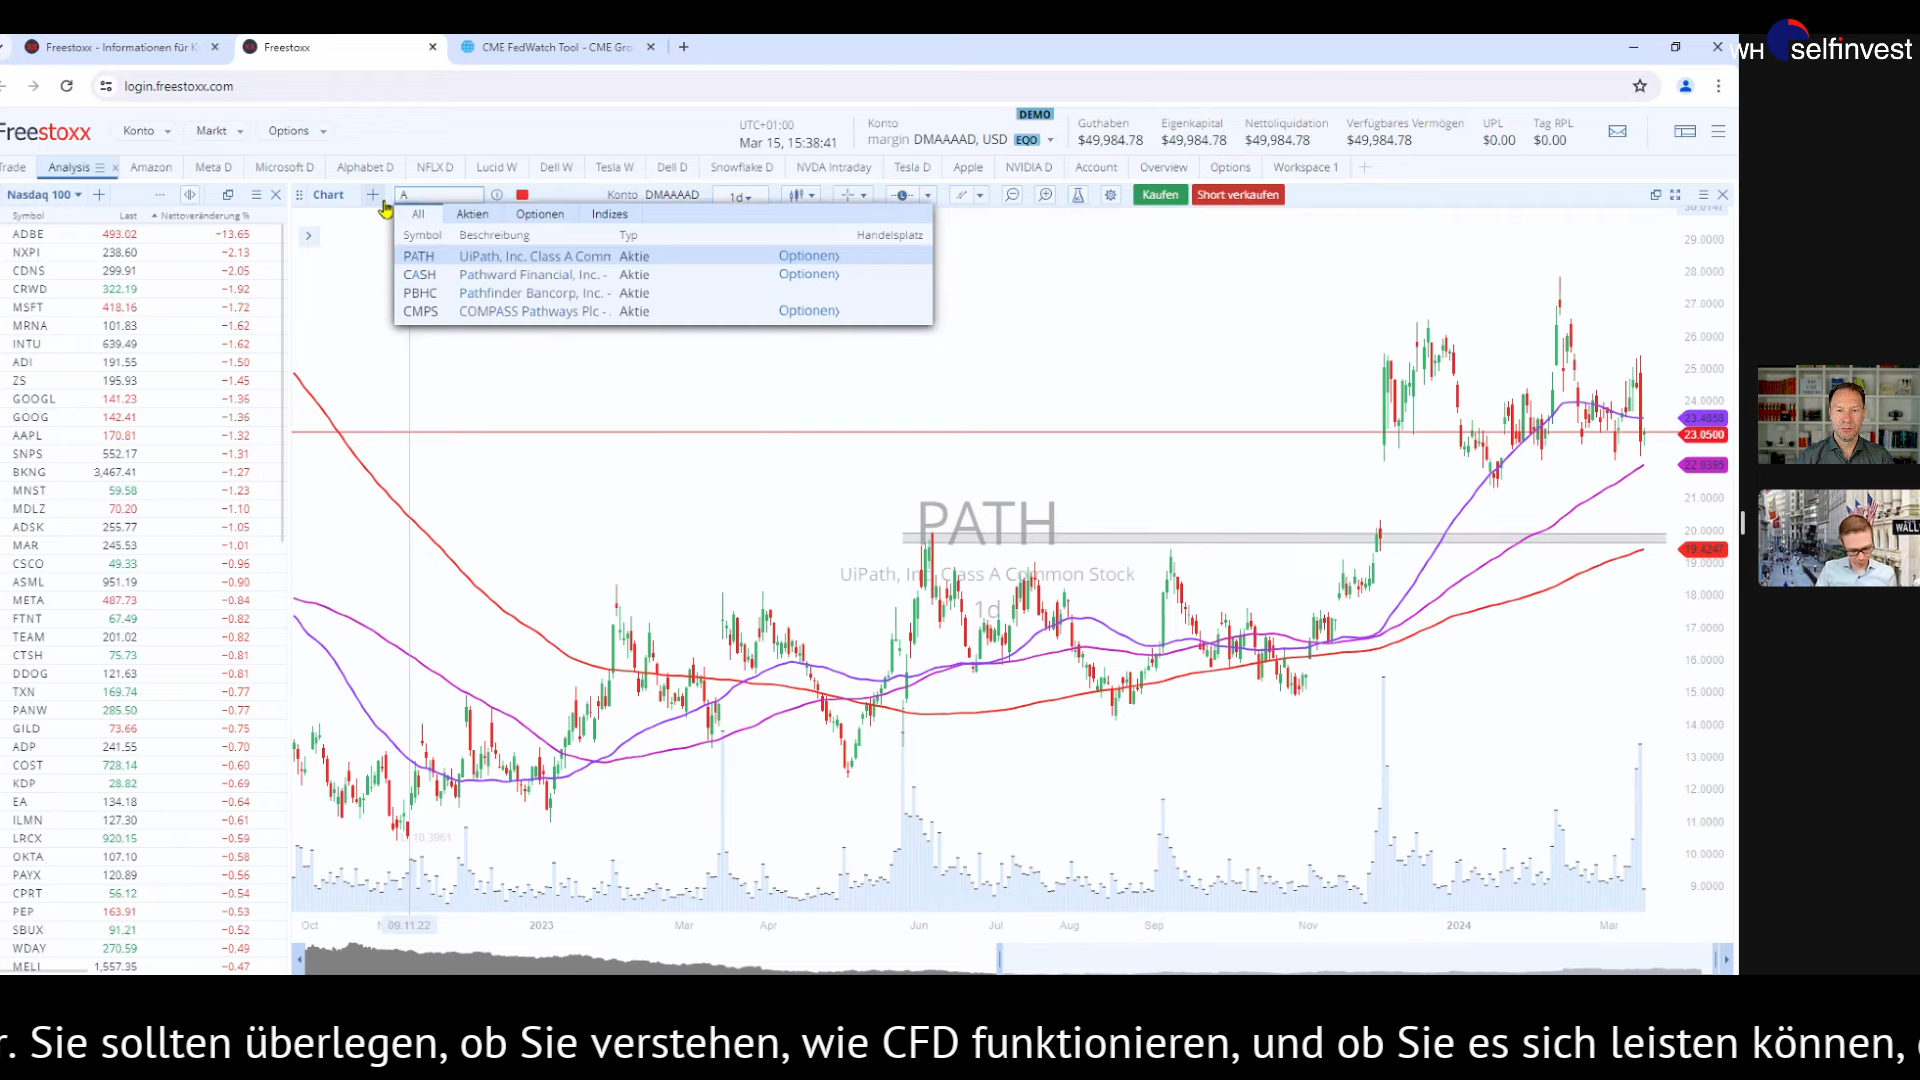 Freestoxx - Informationen für K
Freestoxx
CME FedWatch Tool - CME Gro
WH selfinvest
login.freestoxx.com
Freestoxx
Konto
Markt
Options
UTC+01:00
Mar 15, 15:38:41
Konto
margin DMAAAAD, USD
DEMO
EQO
Guthaben
$49,984.78
Eigenkapital
$49,984.78
Nettoliquidation
$49,984.78
Verfügbares Vermögen
$49,984.78
UPL
$0.00
Tag RPL
$0.00
Trade Analysis Amazon Meta D Microsoft D Alphabet D NFLX D Lucid W Dell W Tesla W Dell D Snowflake D NVDA Intraday Tesla D Apple NVIDIA D Account Overview Options Workspace 1
Nasdaq 100
Chart
A
Konto DMAAAAD
1d
Kaufen
Short verkaufen
Symbol Last Nettoveränderung %
ADBE 493.02 −13.65
NXPI 238.60 −2.13
CDNS 299.91 −2.05
CRWD 322.19 −1.92
MSFT 418.16 −1.72
MRNA 101.83 −1.62
INTU 639.49 −1.62
ADI 191.55 −1.50
ZS 195.93 −1.45
GOOGL 141.23 −1.36
GOOG 142.41 −1.36
AAPL 170.81 −1.32
SNPS 552.17 −1.31
BKNG 3,467.41 −1.27
MNST 59.58 −1.23
MDLZ 70.20 −1.10
ADSK 255.77 −1.05
MAR 245.53 −1.01
CSCO 49.33 −0.96
ASML 951.19 −0.90
META 487.73 −0.84
FTNT 67.49 −0.82
TEAM 201.02 −0.82
CTSH 75.73 −0.81
DDOG 121.63 −0.81
TXN 169.74 −0.77
PANW 285.50 −0.77
GILD 73.66 −0.75
ADP 241.55 −0.70
COST 728.14 −0.60
KDP 28.82 −0.64
EA 134.18 −0.64
ILMN 127.30 −0.61
LRCX 920.15 −0.59
OKTA 107.10 −0.58
PAYX 120.89 −0.56
CPRT 56.12 −0.54
PEP 163.91 −0.53
SBUX 91.21 −0.52
WDAY 270.59 −0.49
MELI 1,557.35 −0.47
All Aktien Optionen Indizes
Symbol Beschreibung Typ Handelsplatz
PATH UiPath, Inc. Class A Comm Aktie Optionen
CASH Pathward Financial, Inc. - Aktie Optionen
PBHC Pathfinder Bancorp, Inc. - Aktie
CMPS COMPASS Pathways Plc - . Aktie Optionen
PATH
UiPath, Inc. Class A Common Stock
1d
10.3961
29.0000
28.0000
27.0000
26.0000
25.0000
24.0000
23.4858
23.0500
22.0395
21.0000
20.0000
19.4247
19.0000
18.0000
17.0000
16.0000
15.0000
14.0000
13.0000
12.0000
11.0000
10.0000
9.0000
Oct 09.11.22 2023 Mar Apr Jun Jul Aug Sep Nov 2024 Mar
WALL
r. Sie sollten überlegen, ob Sie verstehen, wie CFD funktionieren, und ob Sie es sich leisten können,